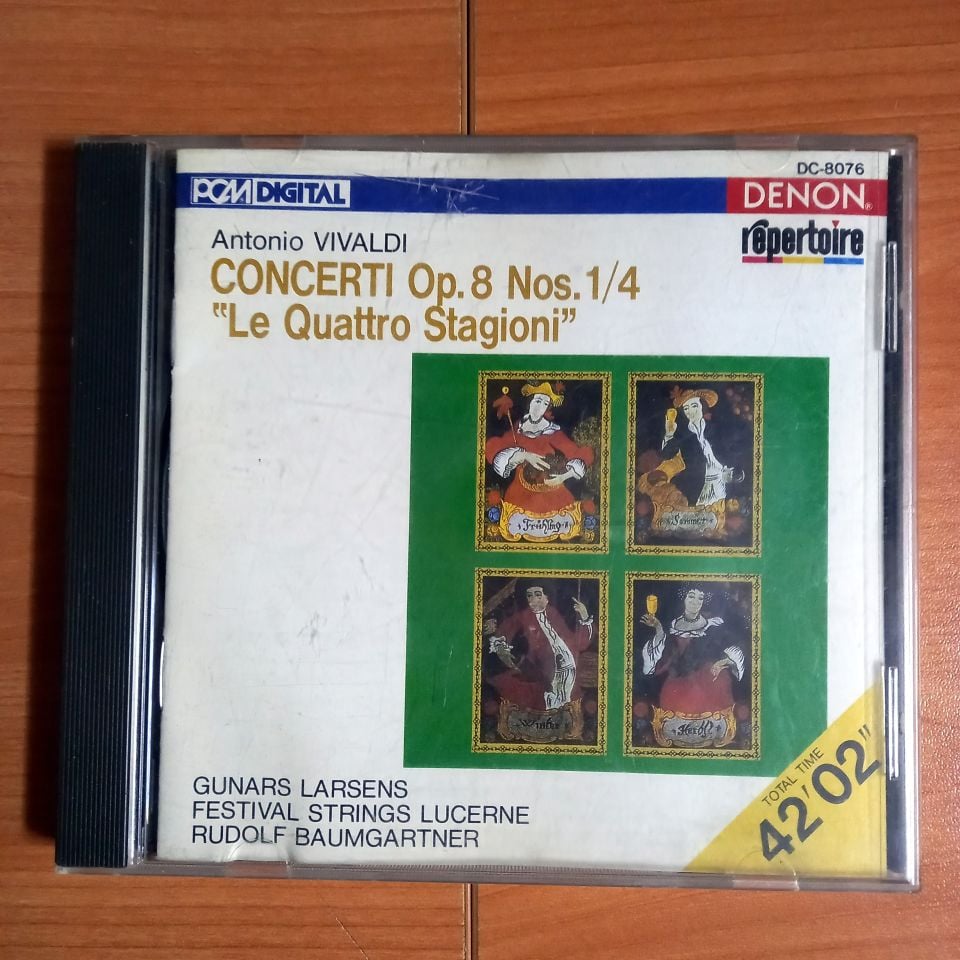 DC-8076
PCM DIGITAL
DENON®
répertoire
Antonio VIVALDI
CONCERTI Op. 8 Nos. 1/4
"Le Quattro Stagioni"
Frühling
Sommer
Winter
Herbst
GUNARS LARSENS
FESTIVAL STRINGS LUCERNE
RUDOLF BAUMGARTNER
TOTAL TIME
42'02"